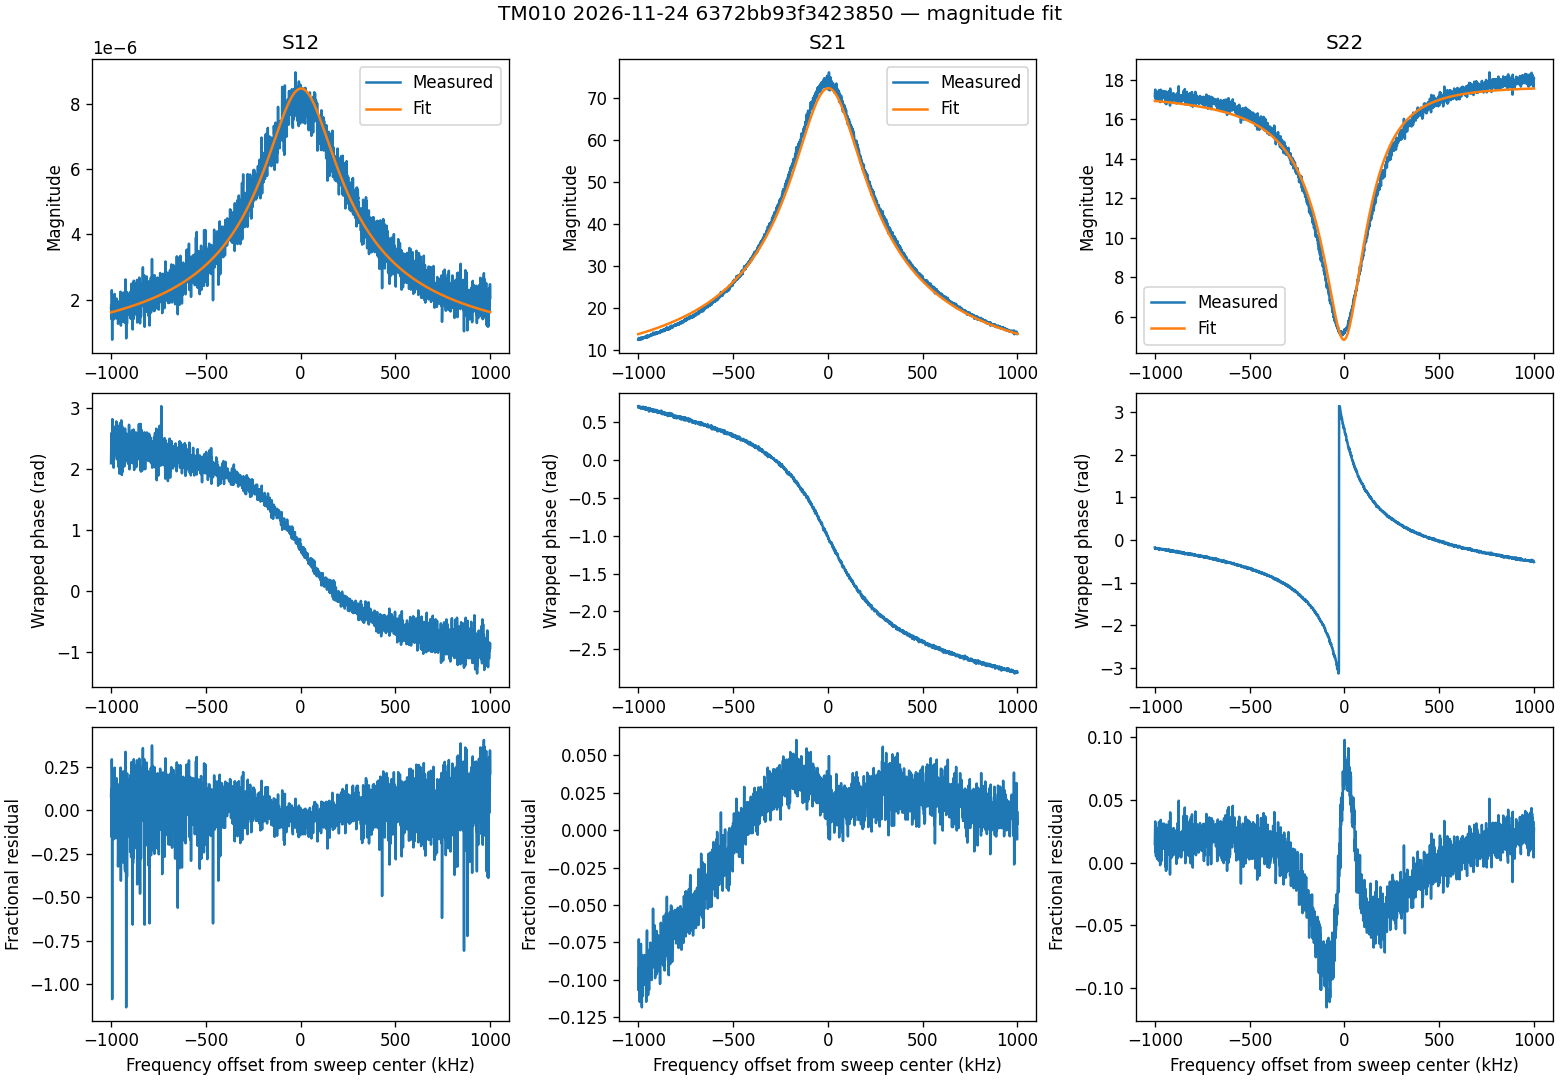 TM010 2026-11-24 6372bb93f3423850 — magnitude fit
S12
1e−6
Magnitude
8
6
4
2
Measured
Fit
−1000 −500 0 500 1000
S21
Magnitude
70
60
50
40
30
20
10
Measured
Fit
−1000 −500 0 500 1000
S22
Magnitude
18
16
14
12
10
8
6
Measured
Fit
−1000 −500 0 500 1000
Wrapped phase (rad)
3
2
1
0
−1
−1000 −500 0 500 1000
Wrapped phase (rad)
0.5
0.0
−0.5
−1.0
−1.5
−2.0
−2.5
−1000 −500 0 500 1000
Wrapped phase (rad)
3
2
1
0
−1
−2
−3
−1000 −500 0 500 1000
Fractional residual
0.25
0.00
−0.25
−0.50
−0.75
−1.00
−1000 −500 0 500 1000
Frequency offset from sweep center (kHz)
Fractional residual
0.050
0.025
0.000
−0.025
−0.050
−0.075
−0.100
−0.125
−1000 −500 0 500 1000
Frequency offset from sweep center (kHz)
Fractional residual
0.10
0.05
0.00
−0.05
−0.10
−1000 −500 0 500 1000
Frequency offset from sweep center (kHz)